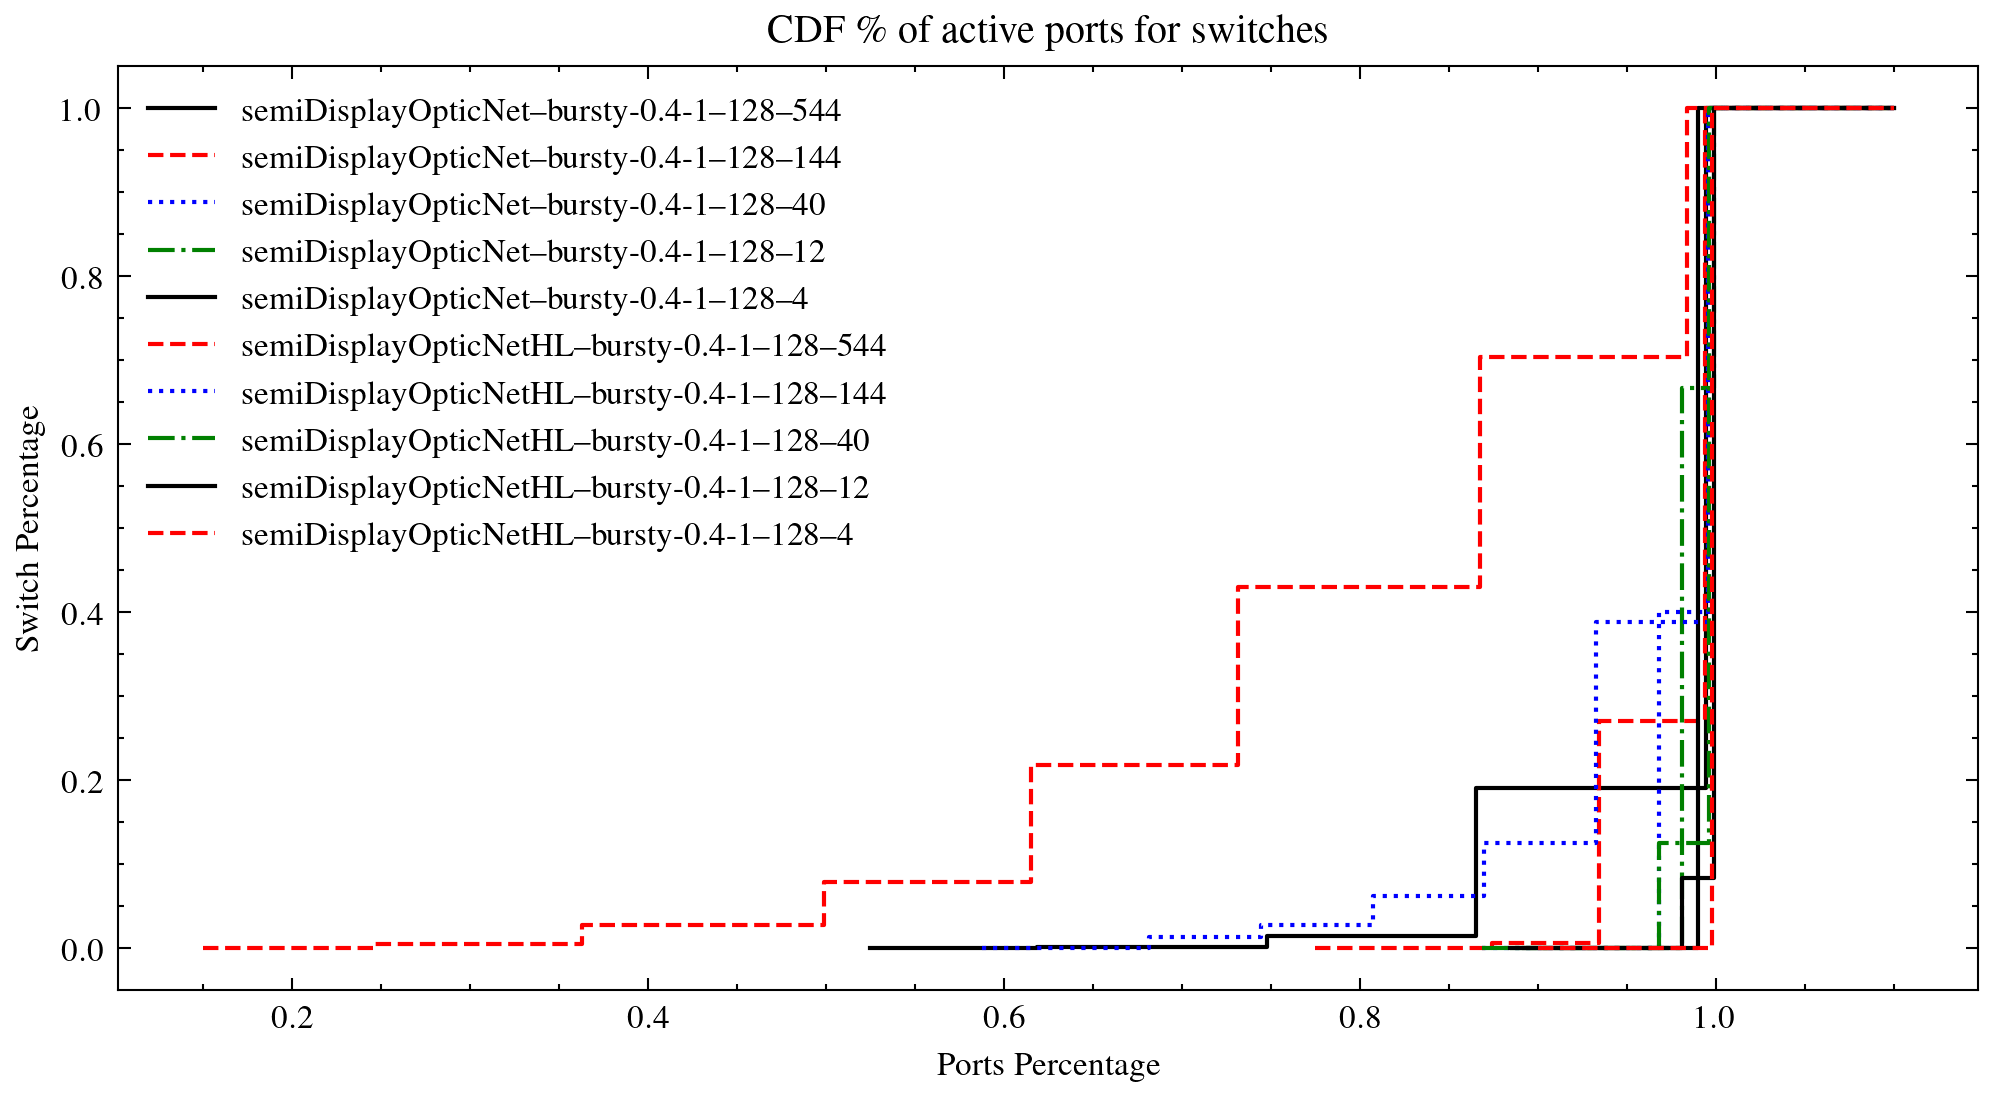 CDF % of active ports for switches
1.0
0.8
0.6
0.4
0.2
0.0
Switch Percentage
semiDisplayOpticNet–bursty-0.4-1–128–544
semiDisplayOpticNet–bursty-0.4-1–128–144
semiDisplayOpticNet–bursty-0.4-1–128–40
semiDisplayOpticNet–bursty-0.4-1–128–12
semiDisplayOpticNet–bursty-0.4-1–128–4
semiDisplayOpticNetHL–bursty-0.4-1–128–544
semiDisplayOpticNetHL–bursty-0.4-1–128–144
semiDisplayOpticNetHL–bursty-0.4-1–128–40
semiDisplayOpticNetHL–bursty-0.4-1–128–12
semiDisplayOpticNetHL–bursty-0.4-1–128–4
0.2 0.4 0.6 0.8 1.0
Ports Percentage